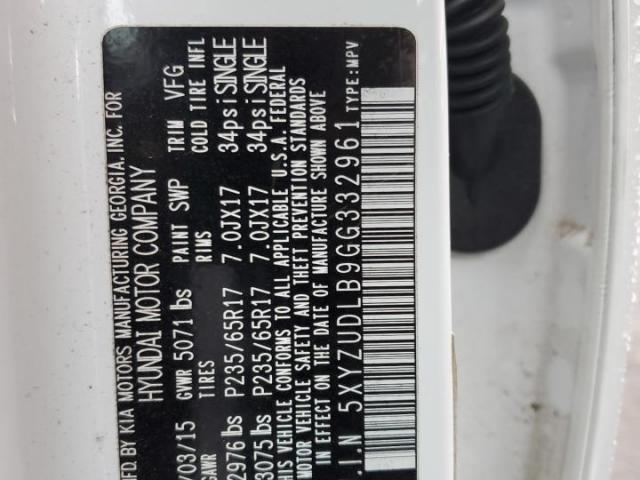 MFD.BY KIA MOTORS MANUFACTURING GEORGIA, INC. FOR
HYUNDAI MOTOR COMPANY
/03/15 GVWR 5071 lbs PAINT SWP TRIM VFG
GAWR TIRES RIMS COLD TIRE INFL
2976 lbs P235/65R17 7.0JX17 34psi SINGLE
3075 lbs P235/65R17 7.0JX17 34psi SINGLE
THIS VEHICLE CONFORMS TO ALL APPLICABLE U.S.A. FEDERAL
MOTOR VEHICLE SAFETY AND THEFT PREVENTION STANDARDS
IN EFFECT ON THE DATE OF MANUFACTURE SHOWN ABOVE
.I.N 5XYZUDLB9GG332961 TYPE:MPV